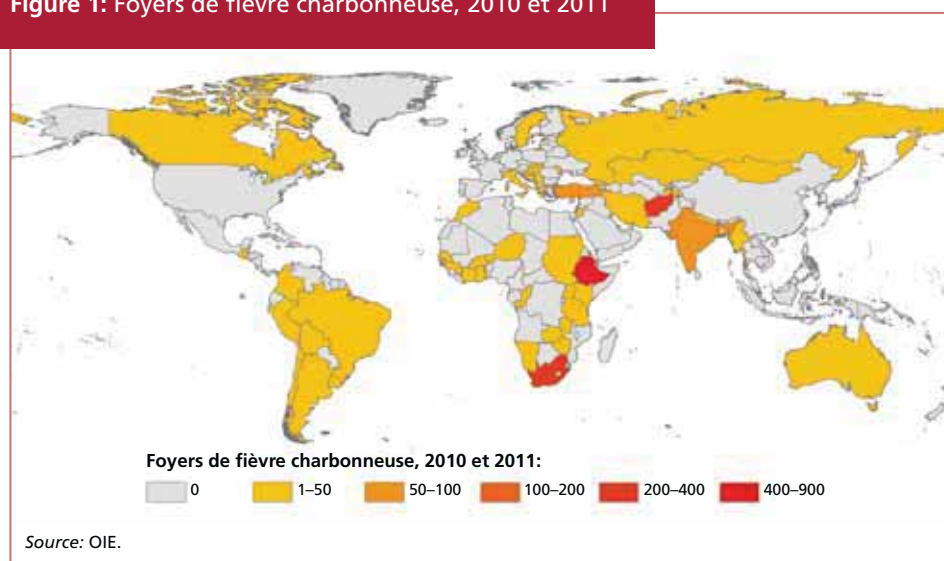 Figure 1: Foyers de fièvre charbonneuse, 2010 et 2011
Foyers de fièvre charbonneuse, 2010 et 2011:
0 1–50 50–100 100–200 200–400 400–900
Source: OIE.